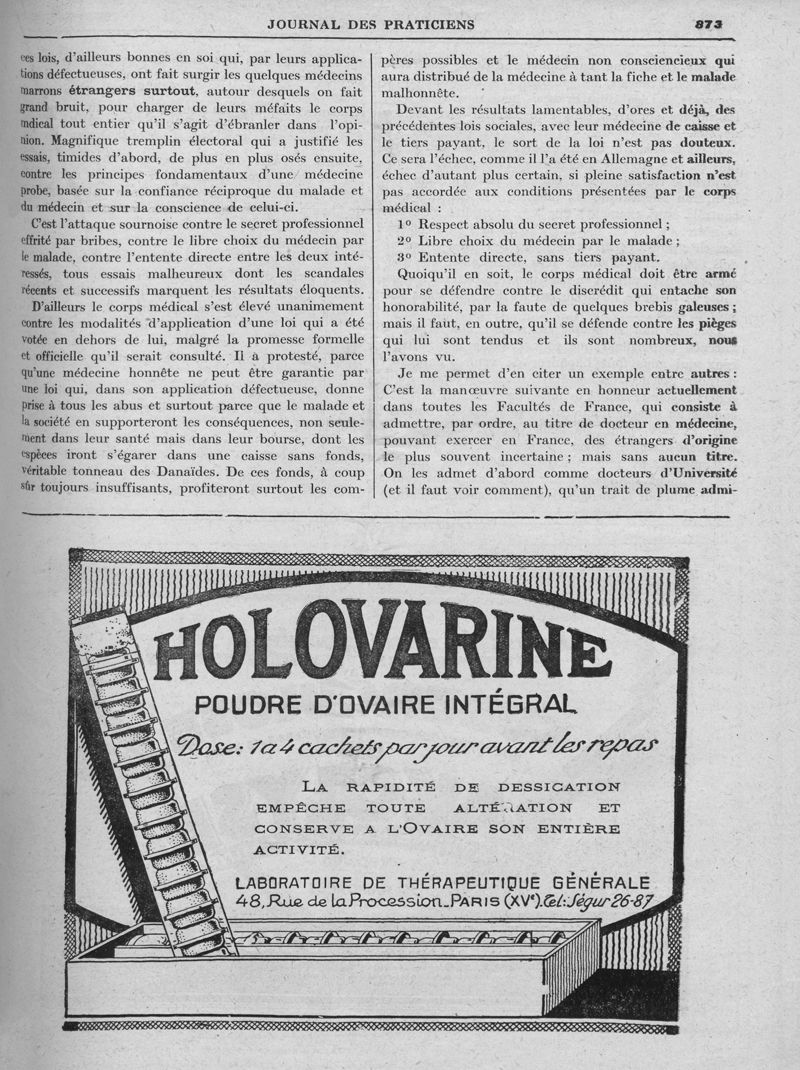 JOURNAL DES PRATICIENS
873
ces lois, d'ailleurs bonnes en soi qui, par leurs applica-
tions défectueuses, ont fait surgir les quelques médecins
marrons étrangers surtout, autour desquels on fait
grand bruit, pour charger de leurs méfaits le corps
médical tout entier qu'il s'agit d'ébranler dans l'opi-
nion. Magnifique tremplin électoral qui a justifié les
essais, timides d'abord, de plus en plus osés ensuite,
contre les principes fondamentaux d'une médecine
probe, basée sur la confiance réciproque du malade et
du médecin et sur la conscience de celui-ci.
C'est l'attaque sournoise contre le secret professionnel
effrité par bribes, contre le libre choix du médecin par
le malade, contre l'entente directe entre les deux inté-
ressés, tous essais malheureux dont les scandales
récents et successifs marquent les résultats éloquents.
D'ailleurs le corps médical s'est élevé unanimement
contre les modalités d'application d'une loi qui a été
votée en dehors de lui, malgré la promesse formelle
et officielle qu'il serait consulté. Il a protesté, parce
qu'une médecine honnête ne peut être garantie par
une loi qui, dans son application défectueuse, donne
prise à tous les abus et surtout parce que le malade et
la société en supporteront les conséquences, non seule-
ment dans leur santé mais dans leur bourse, dont les
espèces iront s'égarer dans une caisse sans fonds,
véritable tonneau des Danaïdes. De ces fonds, à coup
sûr toujours insuffisants, profiteront surtout les com-
pères possibles et le médecin non consciencieux qui
aura distribué de la médecine à tant la fiche et le malade
malhonnête.
Devant les résultats lamentables, d'ores et déjà, des
précédentes lois sociales, avec leur médecine de caisse et
le tiers payant, le sort de la loi n'est pas douteux.
Ce sera l'échec, comme il l'a été en Allemagne et ailleurs,
échec d'autant plus certain, si pleine satisfaction n'est
pas accordée aux conditions présentées par le corps
médical :
1º Respect absolu du secret professionnel ;
2º Libre choix du médecin par le malade ;
3º Entente directe, sans tiers payant.
Quoiqu'il en soit, le corps médical doit être armé
pour se défendre contre le discrédit qui entache son
honorabilité, par la faute de quelques brebis galeuses ;
mais il faut, en outre, qu'il se défende contre les pièges
qui lui sont tendus et ils sont nombreux, nous
l'avons vu.
Je me permet d'en citer un exemple entre autres :
C'est la manœuvre suivante en honneur actuellement
dans toutes les Facultés de France, qui consiste à
admettre, par ordre, au titre de docteur en médecine,
pouvant exercer en France, des étrangers d'origine
le plus souvent incertaine ; mais sans aucun titre.
On les admet d'abord comme docteurs d'Université
(et il faut voir comment), qu'un trait de plume admi-
HOLOVARINE
POUDRE D'OVAIRE INTÉGRAL
Dose: 1 a 4 cachets par jour avant les repas
LA RAPIDITÉ DE DESSICATION
EMPÊCHE TOUTE ALTÉRATION ET
CONSERVE A L'OVAIRE SON ENTIÈRE
ACTIVITÉ.
LABORATOIRE DE THÉRAPEUTIQUE GÉNÉRALE
48, Rue de la Procession_PARIS (XVe). Tel: Ségur 26-87